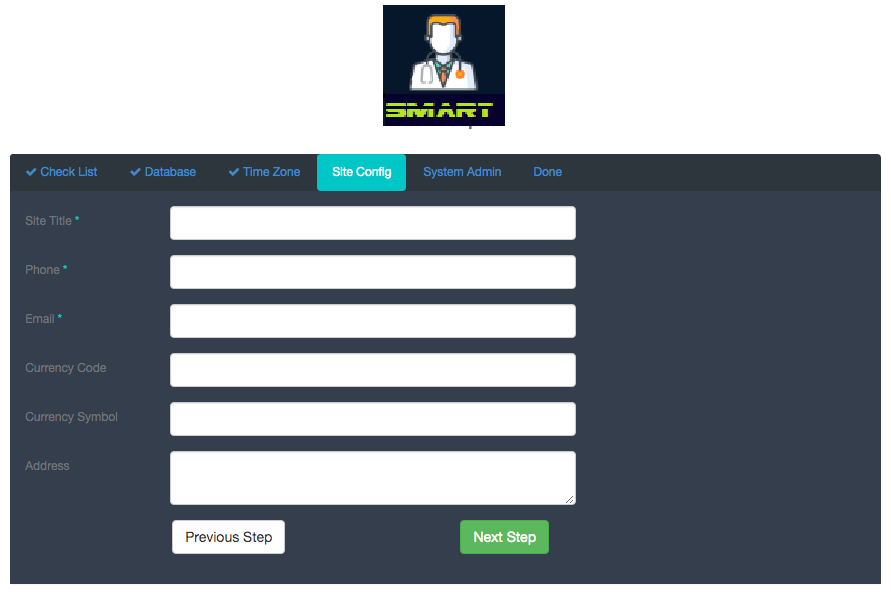 SMART
Check List Database Time Zone Site Config System Admin Done
Site Title *
Phone *
Email *
Currency Code
Currency Symbol
Address
Previous Step Next Step